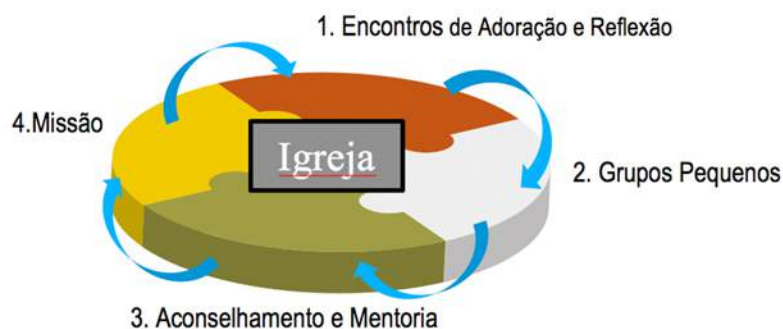 1. Encontros de Adoração e Reflexão
4.Missão
Igreja
2. Grupos Pequenos
3. Aconselhamento e Mentoria